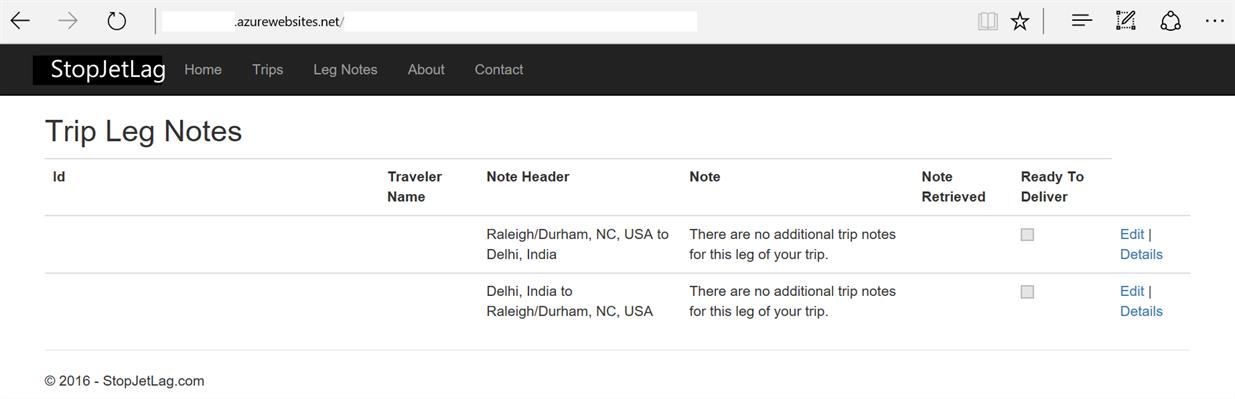 .azurewebsites.net/
StopJetLag Home Trips Leg Notes About Contact
Trip Leg Notes
Id Traveler Name Note Header Note Note Retrieved Ready To Deliver
Raleigh/Durham, NC, USA to There are no additional trip notes Edit |
Delhi, India for this leg of your trip. Details
Delhi, India to There are no additional trip notes Edit |
Raleigh/Durham, NC, USA for this leg of your trip. Details
© 2016 - StopJetLag.com